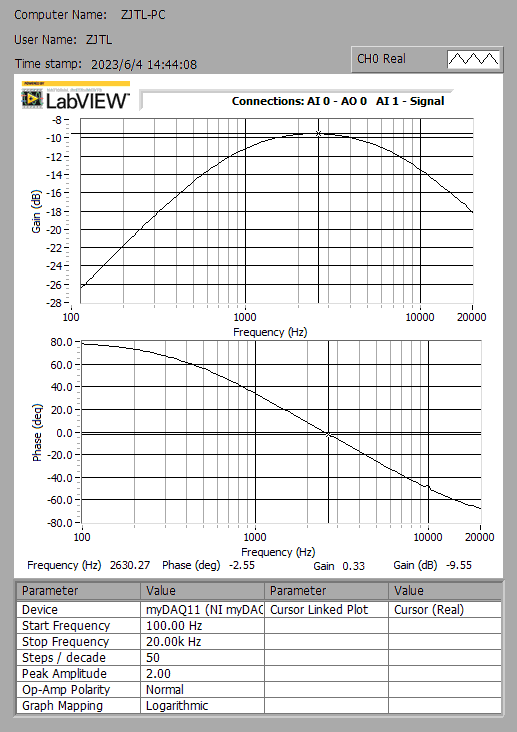 Computer Name: ZJTL-PC
User Name: ZJTL
Time stamp: 2023/6/4 14:44:08
CH0 Real
POWERED BY
NATIONAL INSTRUMENTS
LabVIEW™
Connections: AI 0 - AO 0 AI 1 - Signal
-8
-10
-12
-14
-16
-18
-20
-22
-24
-26
-28
Gain (dB)
100 1000 10000 20000
Frequency (Hz)
80.0
60.0
40.0
20.0
0.0
-20.0
-40.0
-60.0
-80.0
Phase (deg)
100 1000 10000 20000
Frequency (Hz)
Frequency (Hz) 2630.27 Phase (deg) -2.55 Gain 0.33 Gain (dB) -9.55
Parameter Value Parameter Value
Device myDAQ11 (NI myDAQ Cursor Linked Plot Cursor (Real)
Start Frequency 100.00 Hz
Stop Frequency 20.00k Hz
Steps / decade 50
Peak Amplitude 2.00
Op-Amp Polarity Normal
Graph Mapping Logarithmic